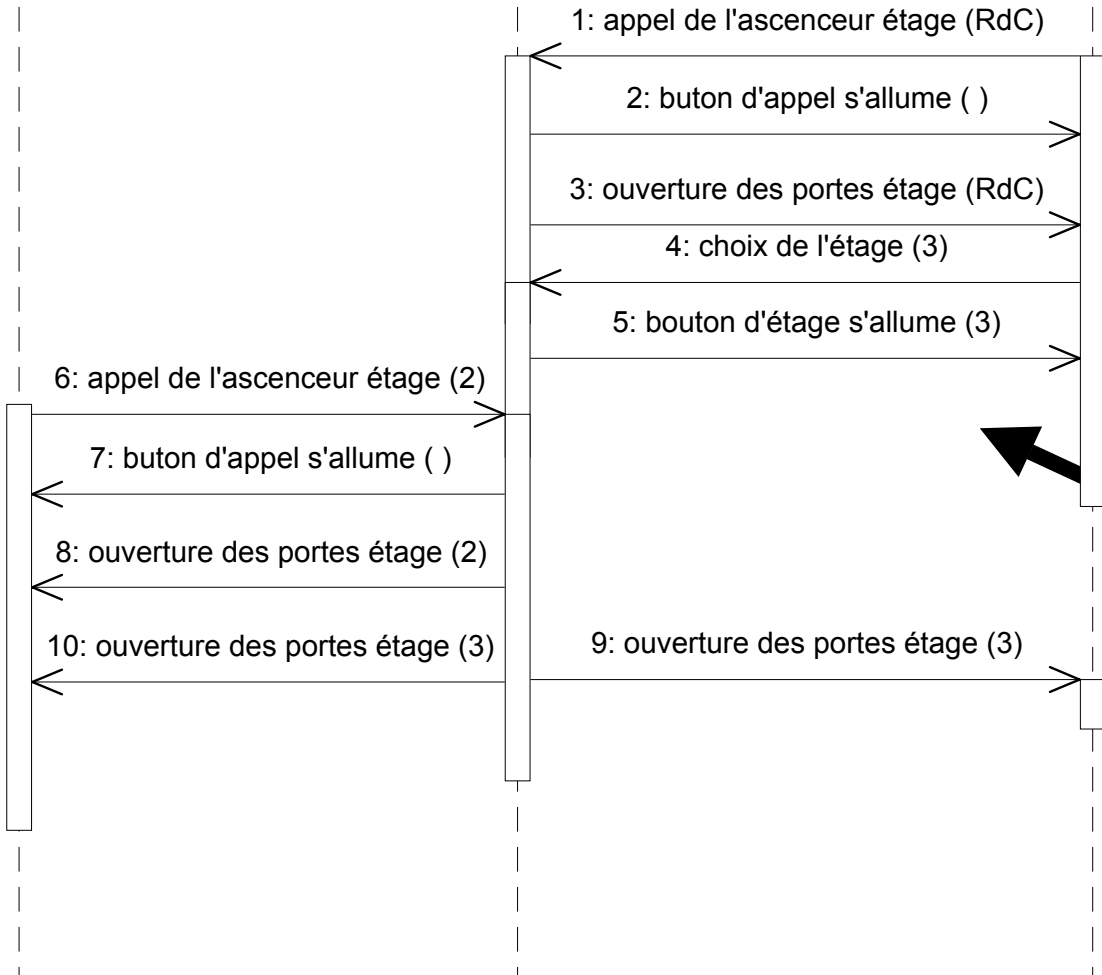 1: appel de l'ascenceur étage (RdC)
2: buton d'appel s'allume ( )
3: ouverture des portes étage (RdC)
4: choix de l'étage (3)
5: bouton d'étage s'allume (3)
6: appel de l'ascenceur étage (2)
7: buton d'appel s'allume ( )
8: ouverture des portes étage (2)
10: ouverture des portes étage (3)
9: ouverture des portes étage (3)